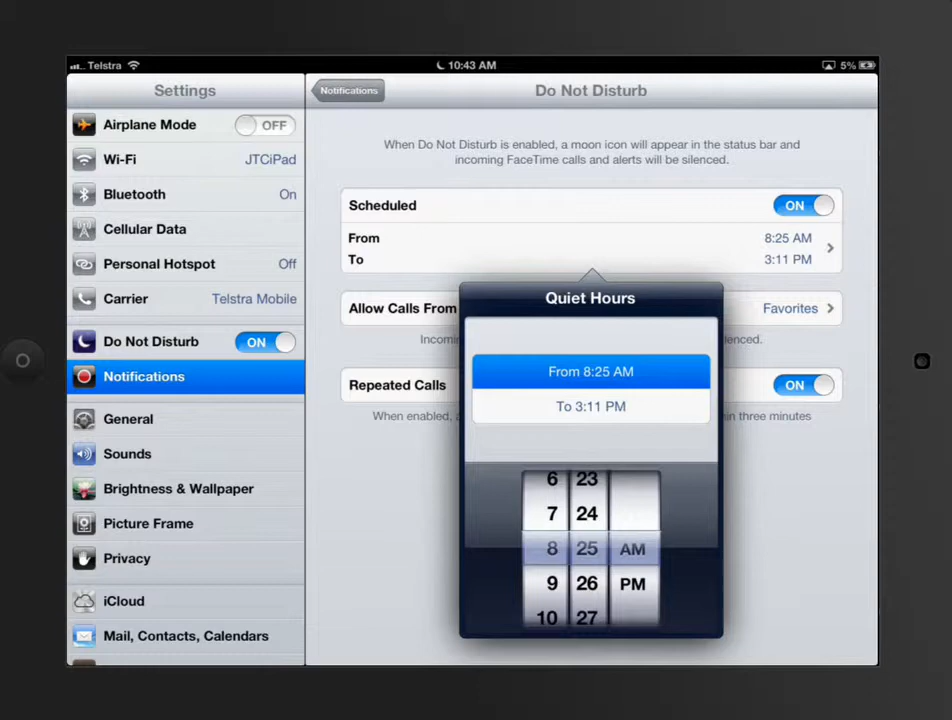 Telstra 10:43 AM 5%
Settings
Notifications
Do Not Disturb
Airplane Mode OFF
Wi-Fi JTCiPad
Bluetooth On
Cellular Data
Personal Hotspot Off
Carrier Telstra Mobile
Do Not Disturb ON
Notifications
General
Sounds
Brightness & Wallpaper
Picture Frame
Privacy
iCloud
Mail, Contacts, Calendars
When Do Not Disturb is enabled, a moon icon will appear in the status bar and
incoming FaceTime calls and alerts will be silenced.
Scheduled ON
From 8:25 AM
To 3:11 PM
Allow Calls From Favorites
Repeated Calls ON
When enabled, three minutes
Quiet Hours
From 8:25 AM
To 3:11 PM
6 23
7 24
8 25 AM
9 26 PM
10 27